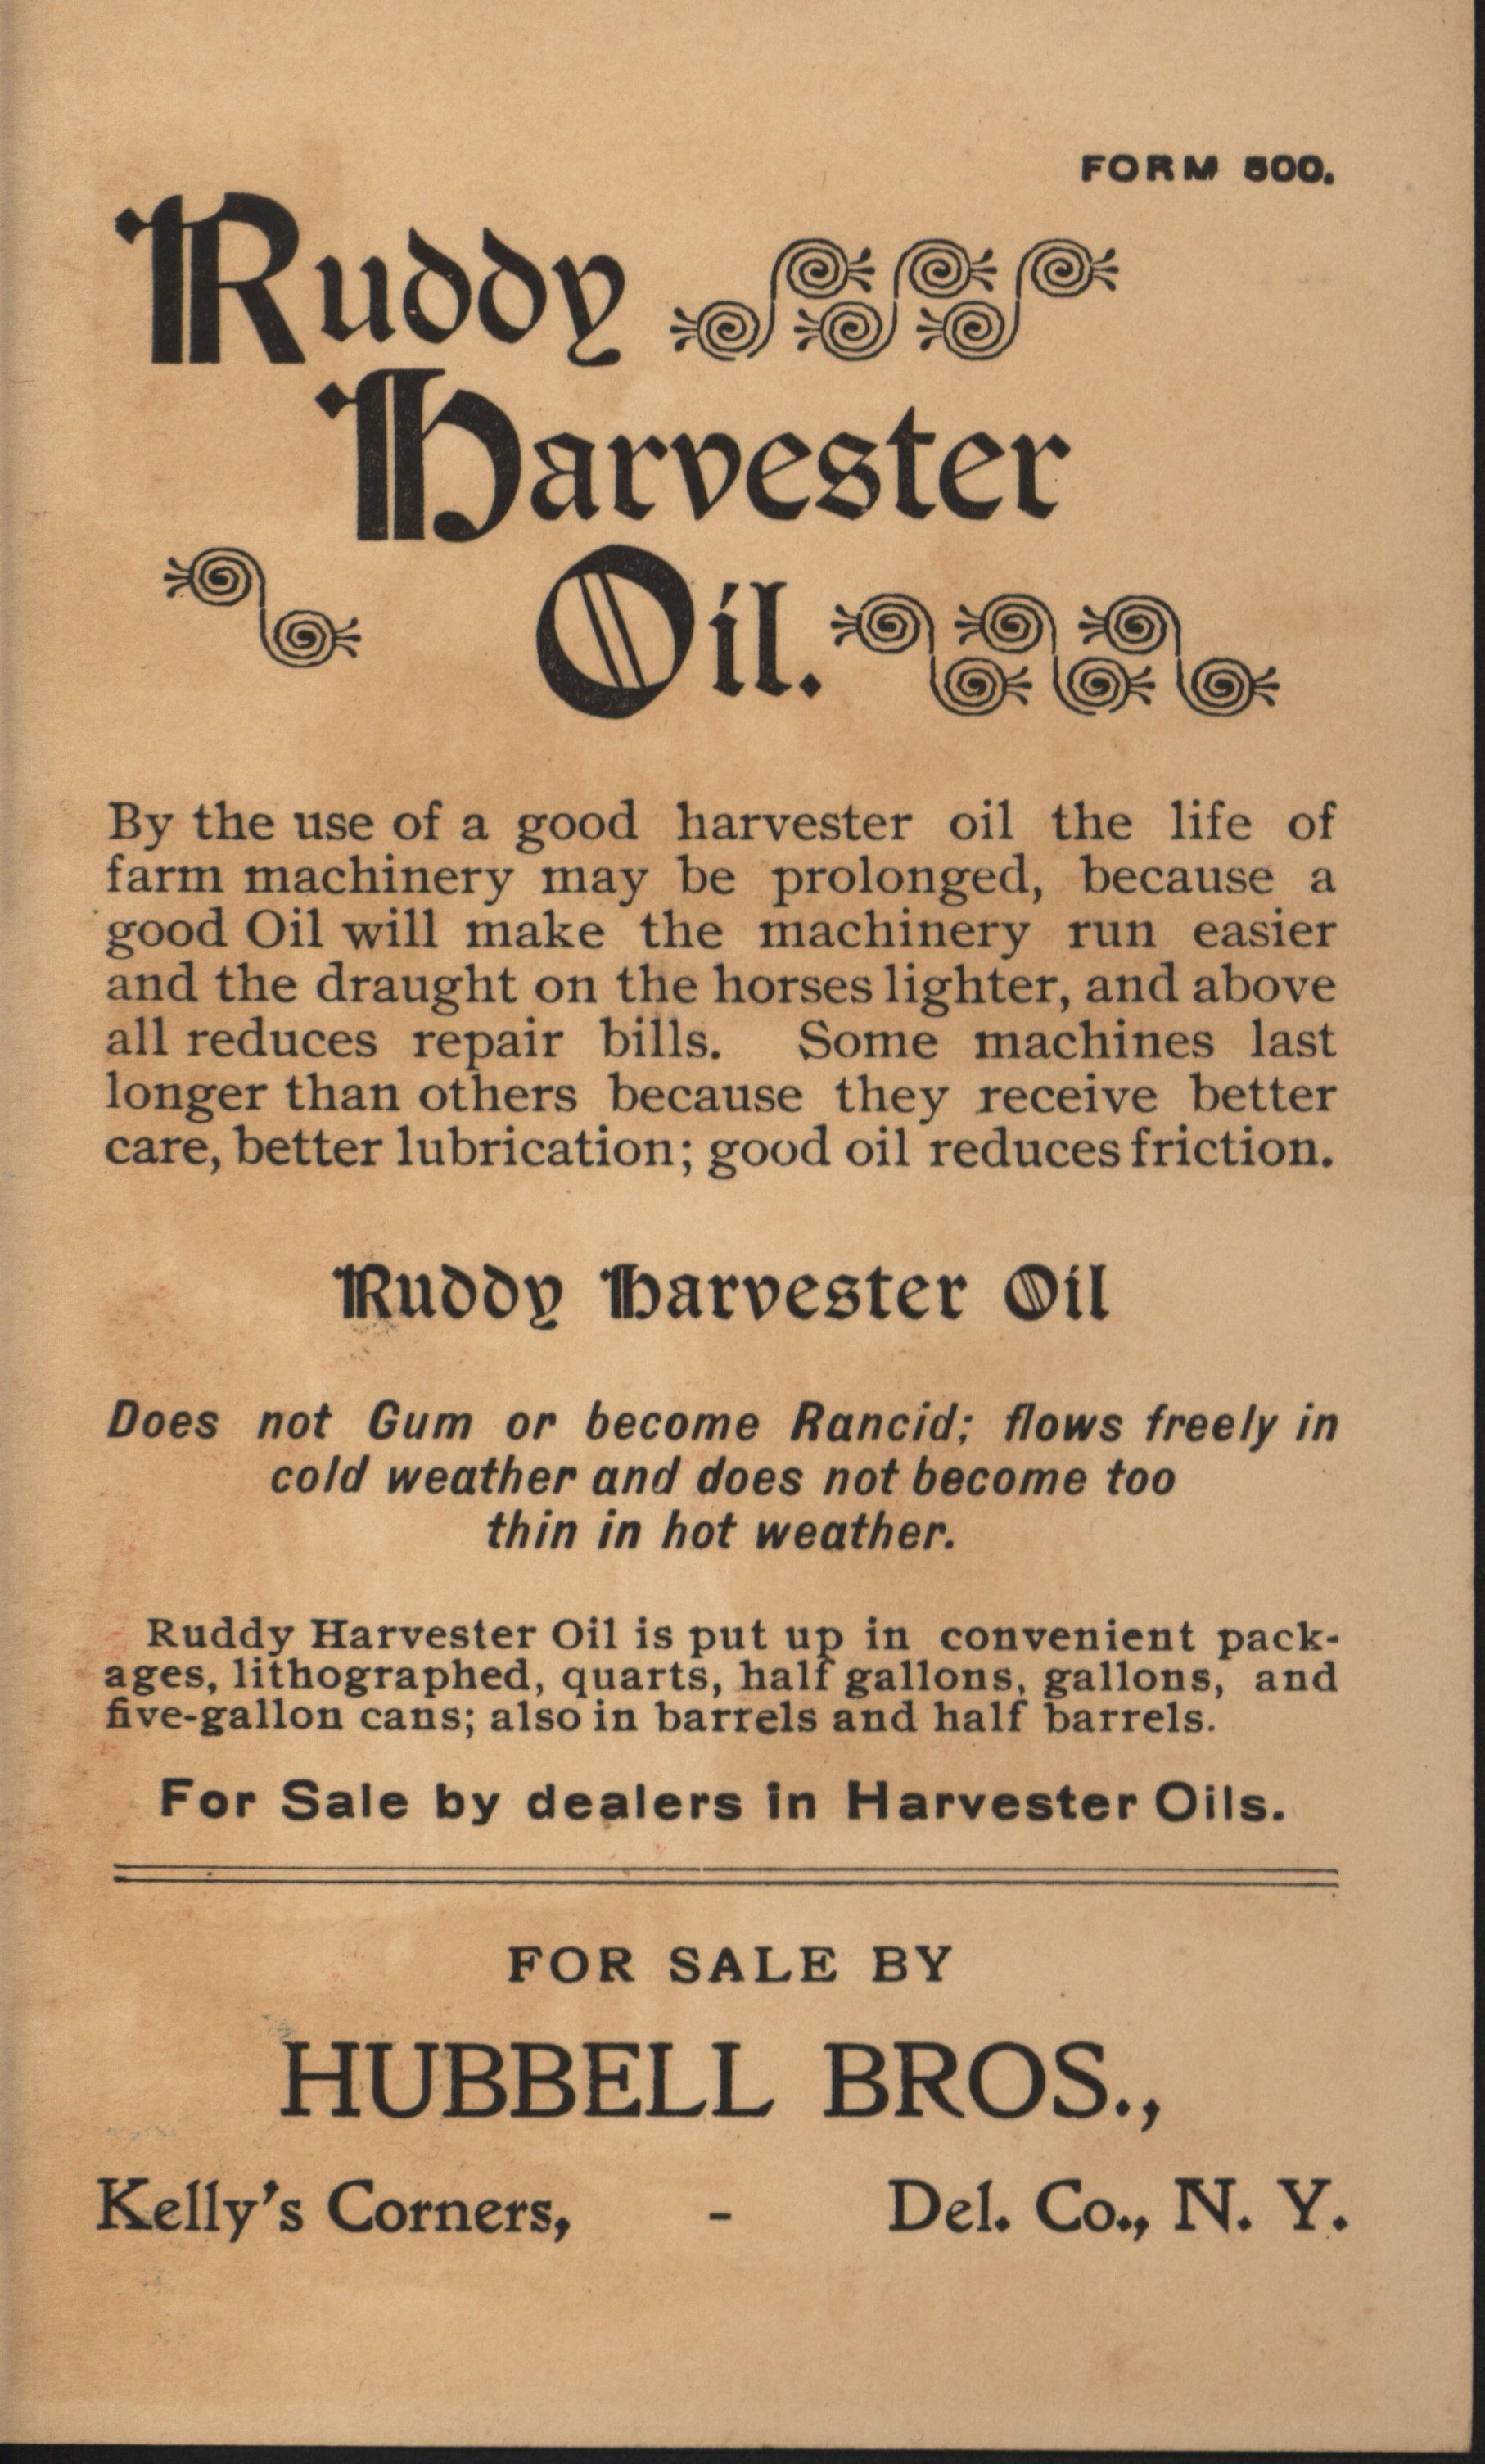 FORM 500.
Ruddy
Harvester
Oil.
By the use of a good harvester oil the life of
farm machinery may be prolonged, because a
good Oil will make the machinery run easier
and the draught on the horses lighter, and above
all reduces repair bills. Some machines last
longer than others because they receive better
care, better lubrication; good oil reduces friction.
Ruddy Harvester Oil
Does not Gum or become Rancid; flows freely in
cold weather and does not become too
thin in hot weather.
Ruddy Harvester Oil is put up in convenient pack-
ages, lithographed, quarts, half gallons, gallons, and
five-gallon cans; also in barrels and half barrels.
For Sale by dealers in Harvester Oils.
FOR SALE BY
HUBBELL BROS.,
Kelly's Corners, - Del. Co., N. Y.